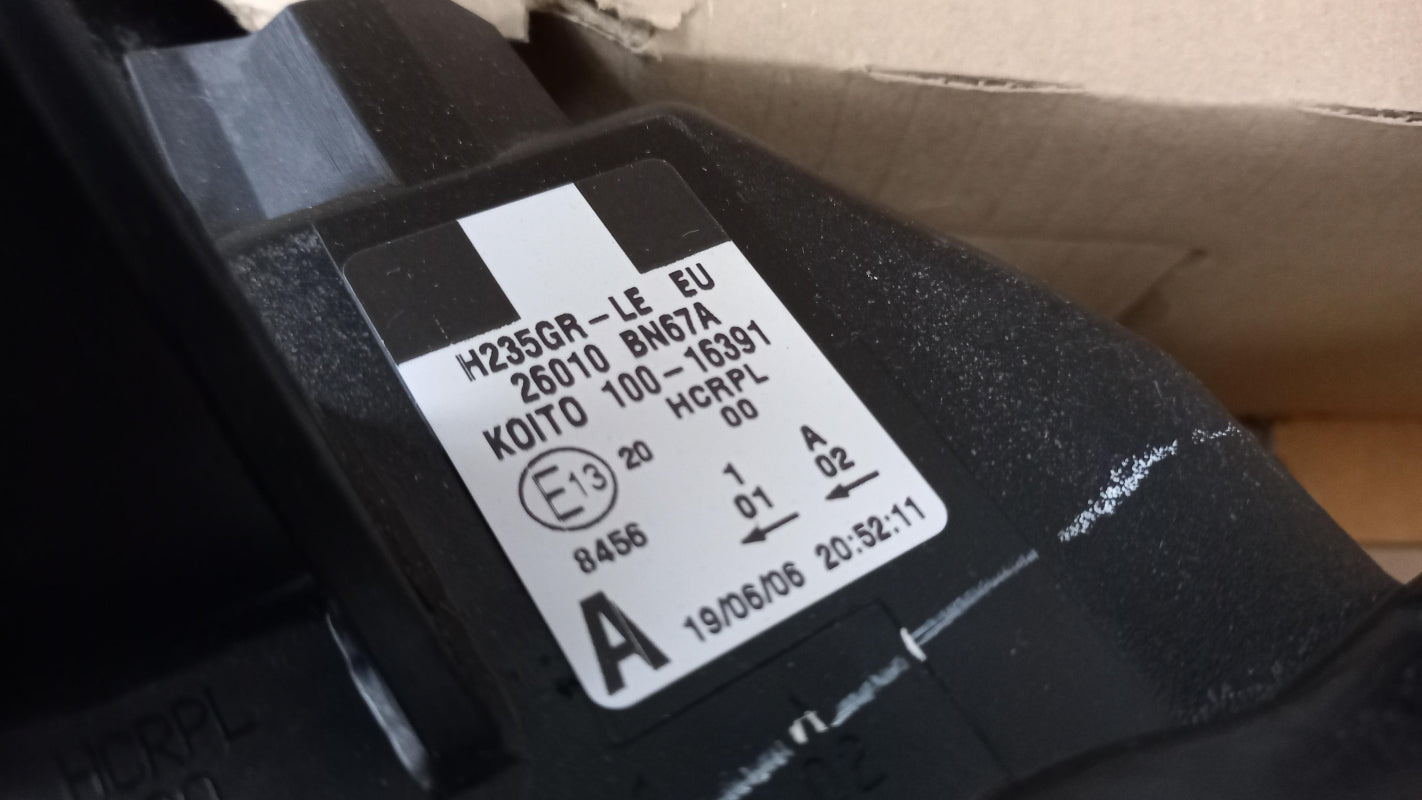 H235GR-LE EU
26010 BN67A
KOITO 100-16391
E13 20 HCRPL
00
8456 1 A
01 02
A 19/06/06 20:52:11
HCRPL
02